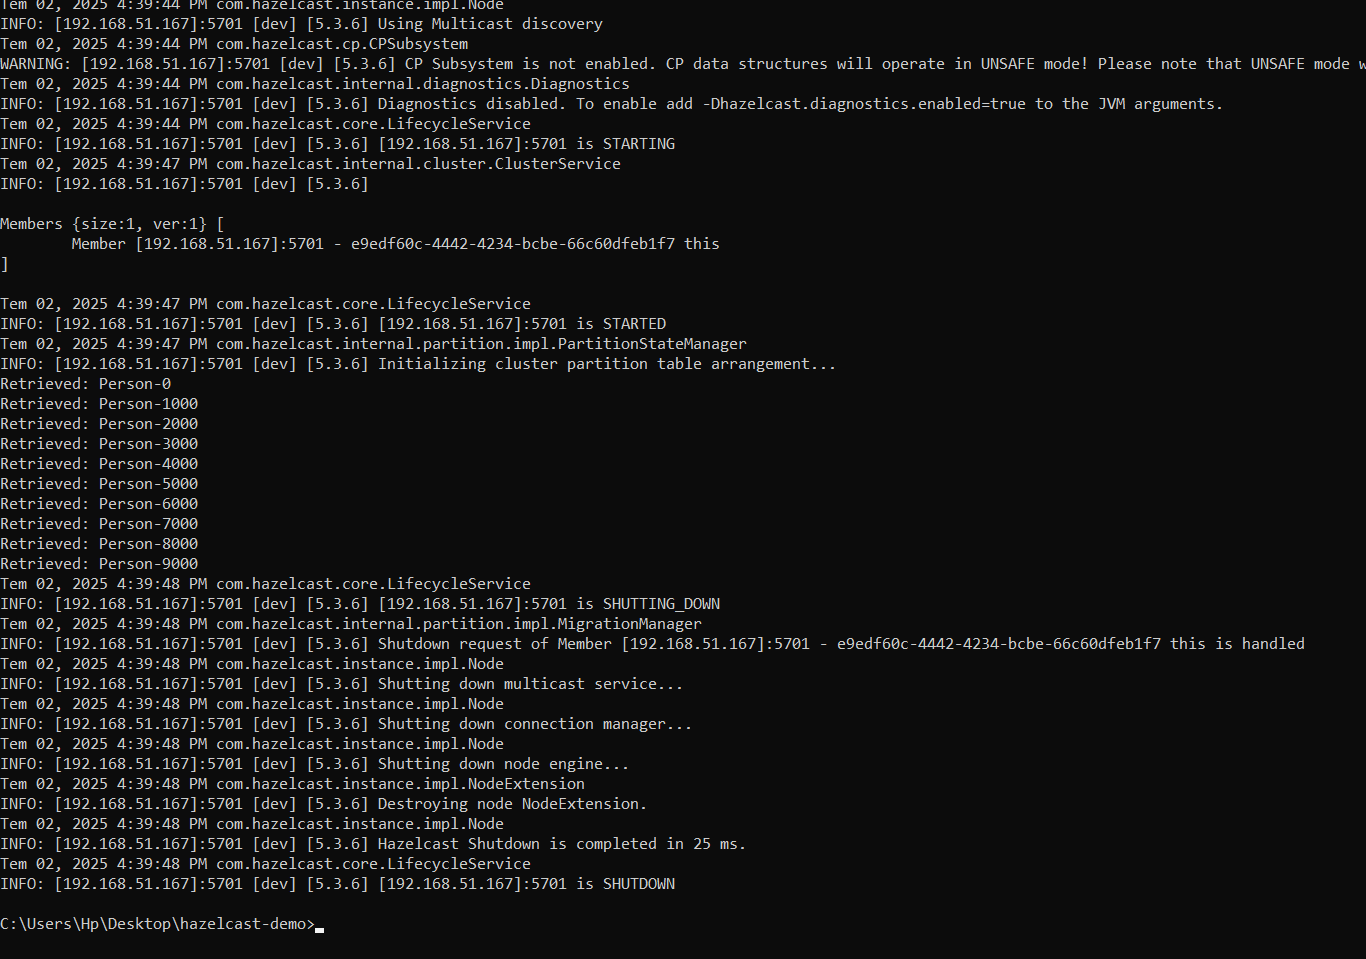 Tem 02, 2025 4:39:44 PM com.hazelcast.instance.impl.Node
INFO: [192.168.51.167]:5701 [dev] [5.3.6] Using Multicast discovery
Tem 02, 2025 4:39:44 PM com.hazelcast.cp.CPSubsystem
WARNING: [192.168.51.167]:5701 [dev] [5.3.6] CP Subsystem is not enabled. CP data structures will operate in UNSAFE mode! Please note that UNSAFE mode w
Tem 02, 2025 4:39:44 PM com.hazelcast.internal.diagnostics.Diagnostics
INFO: [192.168.51.167]:5701 [dev] [5.3.6] Diagnostics disabled. To enable add -Dhazelcast.diagnostics.enabled=true to the JVM arguments.
Tem 02, 2025 4:39:44 PM com.hazelcast.core.LifecycleService
INFO: [192.168.51.167]:5701 [dev] [5.3.6] [192.168.51.167]:5701 is STARTING
Tem 02, 2025 4:39:47 PM com.hazelcast.internal.cluster.ClusterService
INFO: [192.168.51.167]:5701 [dev] [5.3.6]
Members {size:1, ver:1} [
Member [192.168.51.167]:5701 - e9edf60c-4442-4234-bcbe-66c60dfeb1f7 this
]
Tem 02, 2025 4:39:47 PM com.hazelcast.core.LifecycleService
INFO: [192.168.51.167]:5701 [dev] [5.3.6] [192.168.51.167]:5701 is STARTED
Tem 02, 2025 4:39:47 PM com.hazelcast.internal.partition.impl.PartitionStateManager
INFO: [192.168.51.167]:5701 [dev] [5.3.6] Initializing cluster partition table arrangement...
Retrieved: Person-0
Retrieved: Person-1000
Retrieved: Person-2000
Retrieved: Person-3000
Retrieved: Person-4000
Retrieved: Person-5000
Retrieved: Person-6000
Retrieved: Person-7000
Retrieved: Person-8000
Retrieved: Person-9000
Tem 02, 2025 4:39:48 PM com.hazelcast.core.LifecycleService
INFO: [192.168.51.167]:5701 [dev] [5.3.6] [192.168.51.167]:5701 is SHUTTING_DOWN
Tem 02, 2025 4:39:48 PM com.hazelcast.internal.partition.impl.MigrationManager
INFO: [192.168.51.167]:5701 [dev] [5.3.6] Shutdown request of Member [192.168.51.167]:5701 - e9edf60c-4442-4234-bcbe-66c60dfeb1f7 this is handled
Tem 02, 2025 4:39:48 PM com.hazelcast.instance.impl.Node
INFO: [192.168.51.167]:5701 [dev] [5.3.6] Shutting down multicast service...
Tem 02, 2025 4:39:48 PM com.hazelcast.instance.impl.Node
INFO: [192.168.51.167]:5701 [dev] [5.3.6] Shutting down connection manager...
Tem 02, 2025 4:39:48 PM com.hazelcast.instance.impl.Node
INFO: [192.168.51.167]:5701 [dev] [5.3.6] Shutting down node engine...
Tem 02, 2025 4:39:48 PM com.hazelcast.instance.impl.NodeExtension
INFO: [192.168.51.167]:5701 [dev] [5.3.6] Destroying node NodeExtension.
Tem 02, 2025 4:39:48 PM com.hazelcast.instance.impl.Node
INFO: [192.168.51.167]:5701 [dev] [5.3.6] Hazelcast Shutdown is completed in 25 ms.
Tem 02, 2025 4:39:48 PM com.hazelcast.core.LifecycleService
INFO: [192.168.51.167]:5701 [dev] [5.3.6] [192.168.51.167]:5701 is SHUTDOWN
C:\Users\Hp\Desktop\hazelcast-demo>